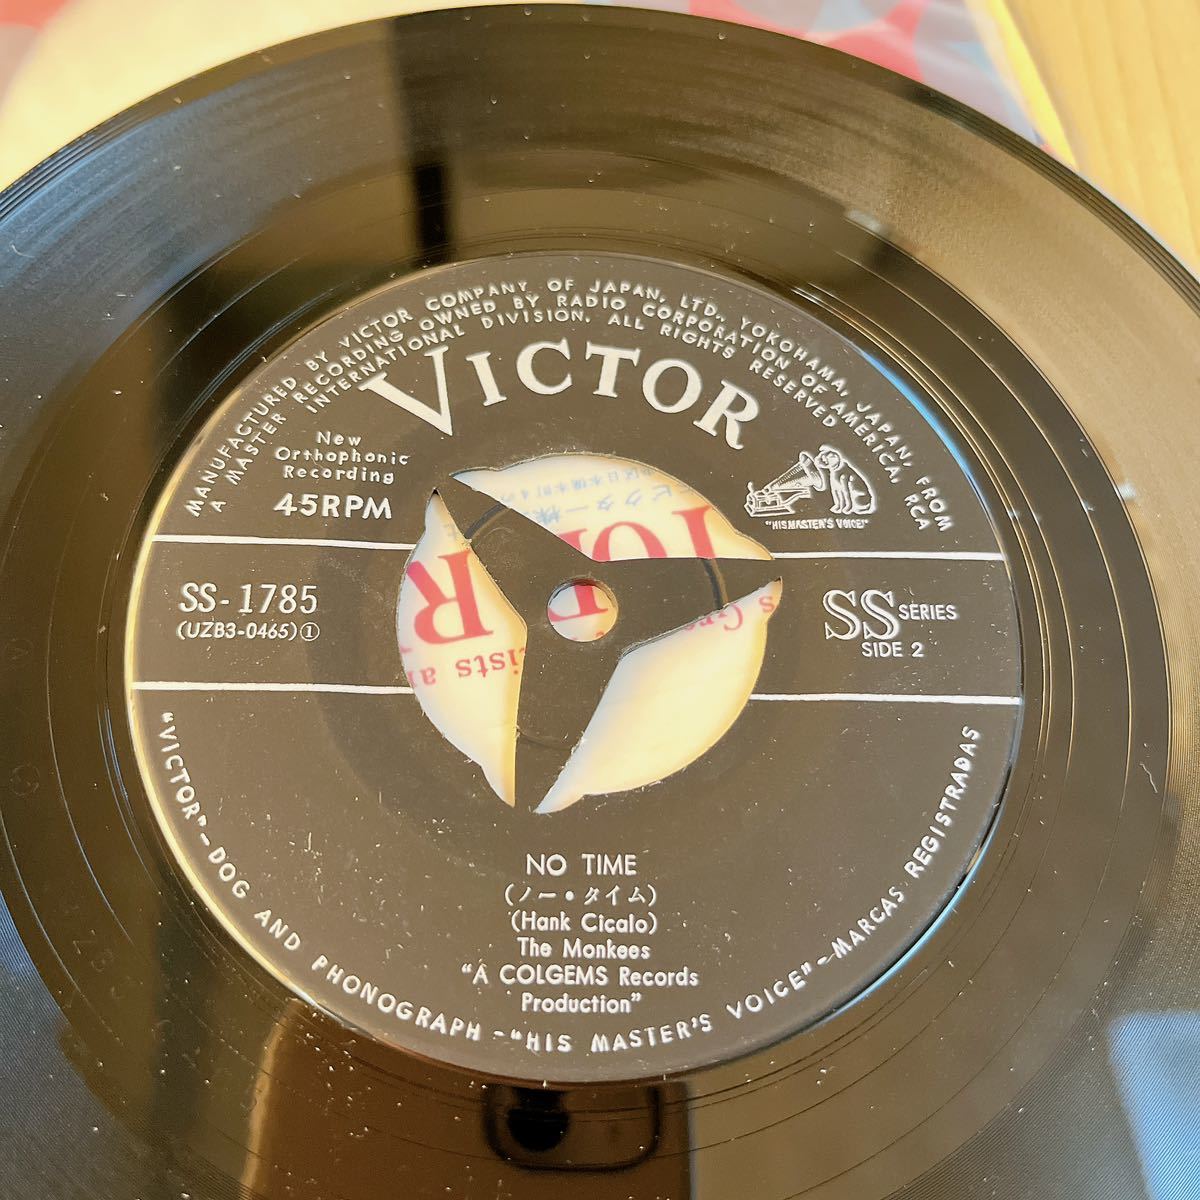 MANUFACTURED BY VICTOR COMPANY OF JAPAN, LTD., YOKOHAMA, JAPAN, FROM
A MASTER RECORDING OWNED BY RADIO CORPORATION OF AMERICA, RCA
INTERNATIONAL DIVISION. ALL RIGHTS RESERVED
VICTOR
New
Orthophonic
Recording
45RPM
"HIS MASTER'S VOICE"
SS-1785
(UZB3-0465)①
SS SERIES
SIDE 2
NO TIME
(ノー・タイム)
(Hank Cicalo)
The Monkees
"A COLGEMS Records
Production"
"VICTOR"-DOG AND PHONOGRAPH-"HIS MASTER'S VOICE"-MARCAS REGISTRADAS